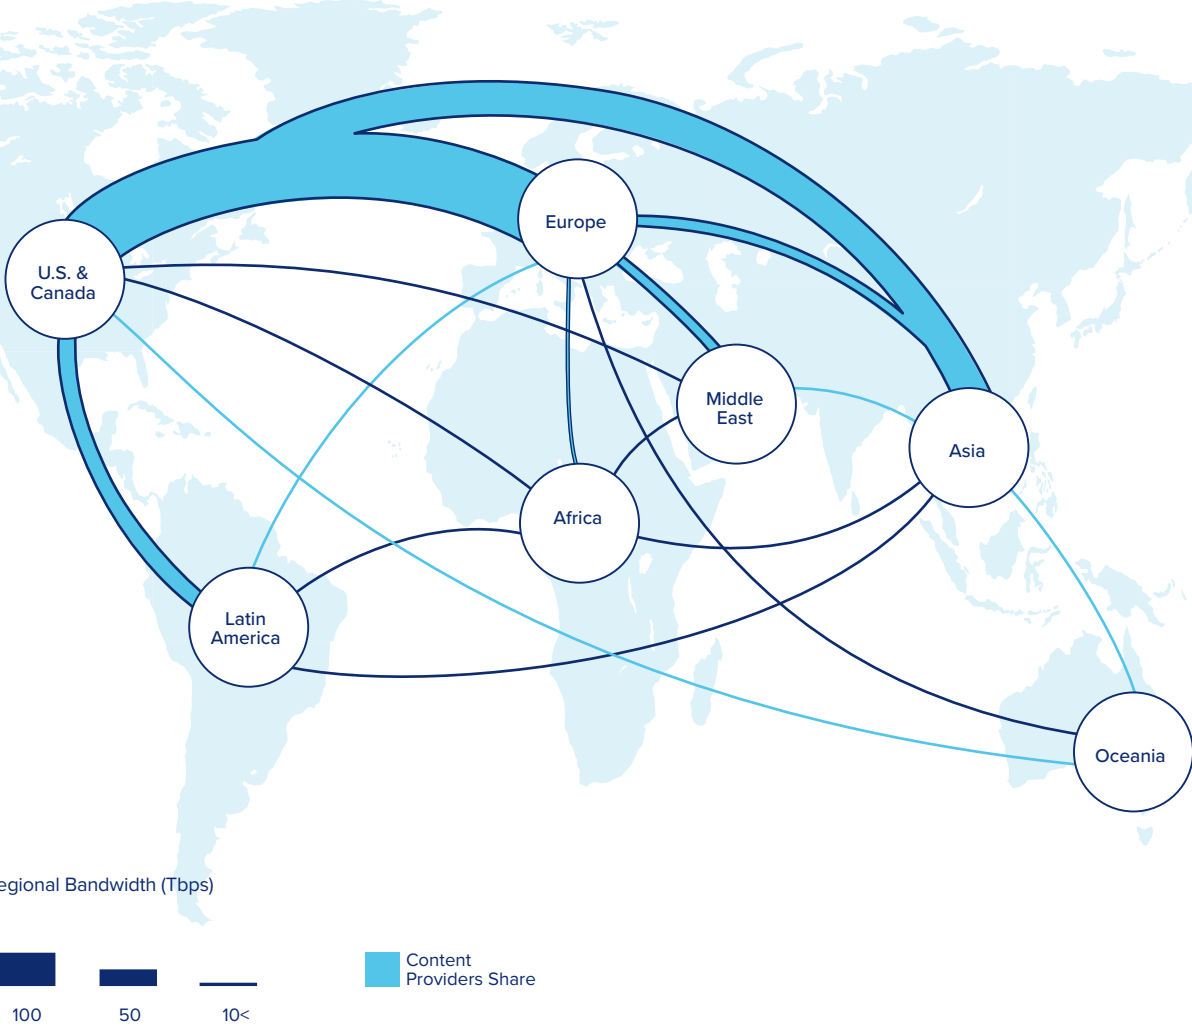 Europe
U.S. &
Canada
Middle
East
Asia
Africa
Latin
America
Oceania
egional Bandwidth (Tbps)
Content
Providers Share
100
50
10<